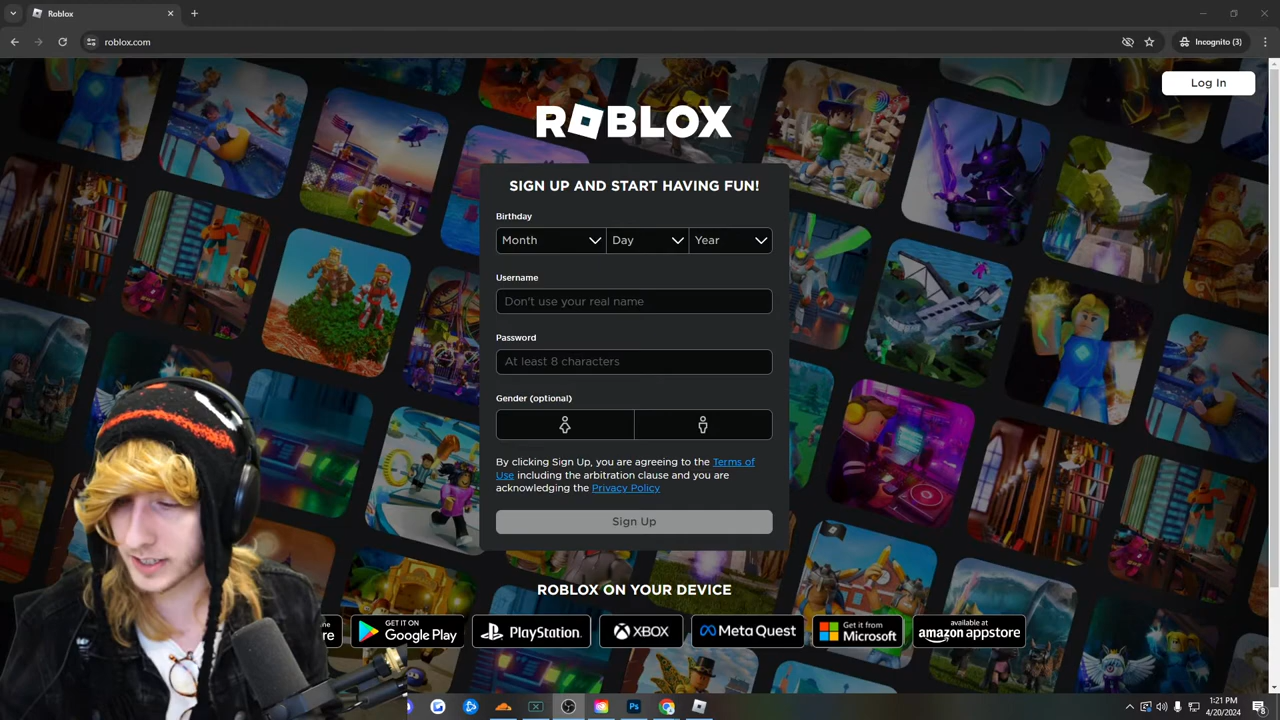 Roblox
roblox.com
Incognito (3)
Log In
ROBLOX
SIGN UP AND START HAVING FUN!
Birthday
Month Day Year
Username
Don't use your real name
Password
At least 8 characters
Gender (optional)
By clicking Sign Up, you are agreeing to the Terms of
Use including the arbitration clause and you are
acknowledging the Privacy Policy
Sign Up
ROBLOX ON YOUR DEVICE
GET IT ON
Google Play
PlayStation.
XBOX
Meta Quest
Get it from
Microsoft
available at
amazon appstore
Ps
1:21 PM
4/20/2024
8